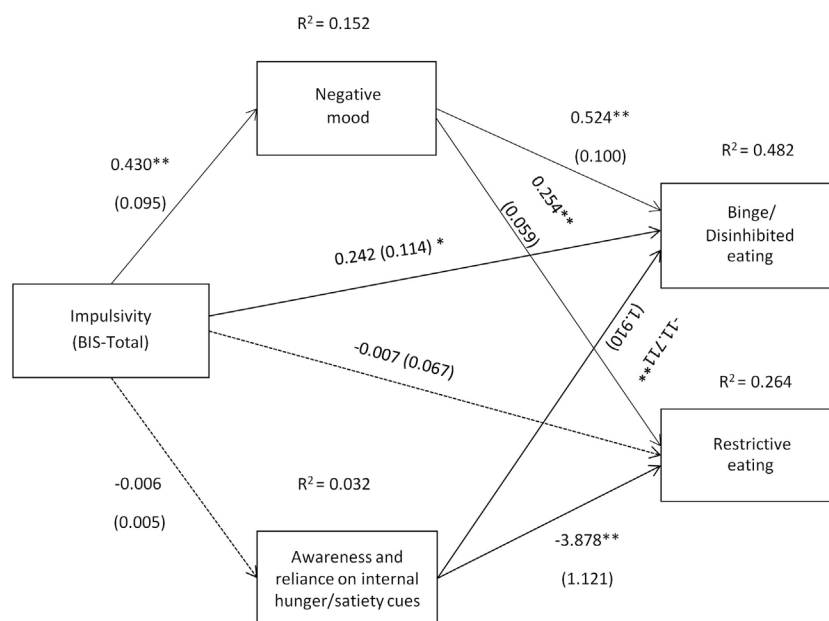 R² = 0.152
Negative
mood
0.430**
(0.095)
0.524**
(0.100)
R² = 0.482
0.254**
(0.059)
Binge/
Disinhibited
eating
0.242 (0.114) *
Impulsivity
(BIS-Total)
-0.007 (0.067)
-11.711**
(1.910)
R² = 0.264
Restrictive
eating
-0.006
(0.005)
R² = 0.032
Awareness and
reliance on internal
hunger/satiety cues
-3.878**
(1.121)